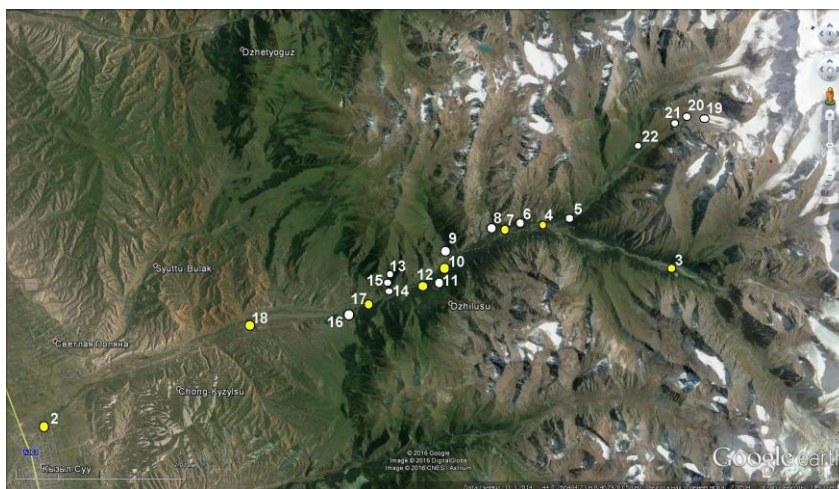 Dzhetyoguz
20
19
21
22
8
7
6
4
5
9
3
10
Syuttu-Bulak
13
15
14
12
11
Dzhilusu
17
16
18
Светлая Поляна
Chong-Kyzylsu
2
A363
Кызыл-Суу
© 2016 Google
Image © 2016 DigitalGlobe
Image © 2016 CNES / Astrium
Google earth